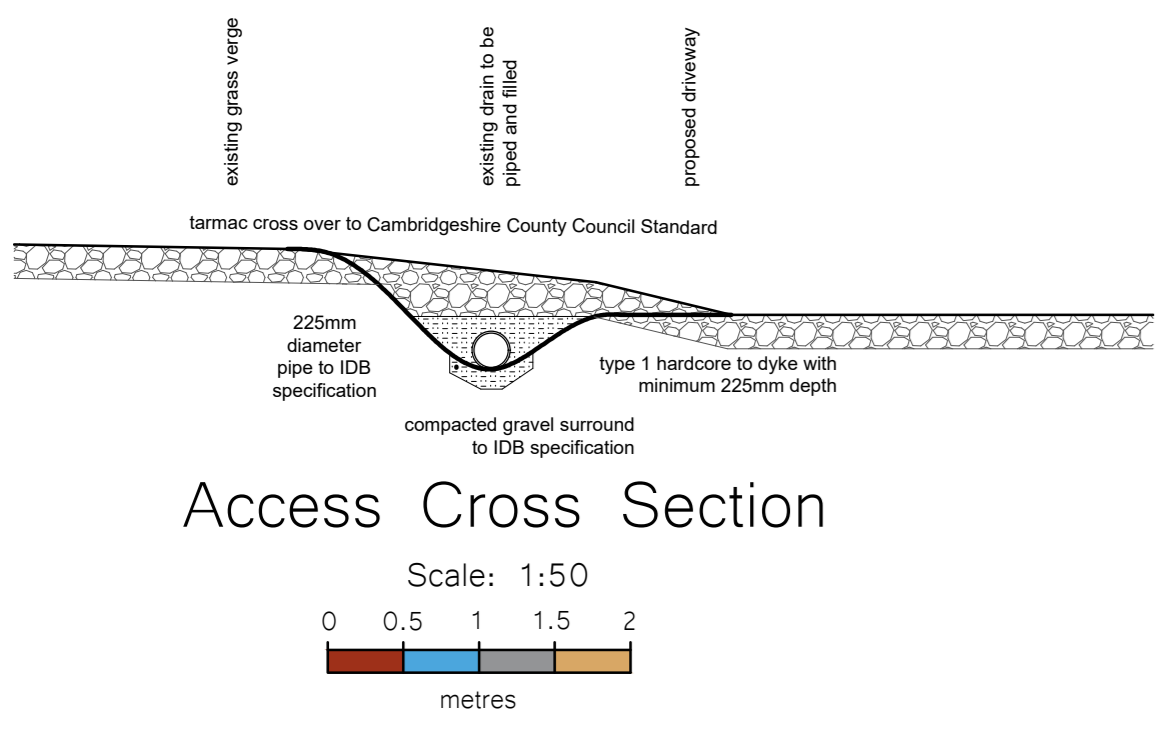 existing grass verge
existing drain to be
piped and filled
proposed driveway
tarmac cross over to Cambridgeshire County Council Standard
225mm
diameter
pipe to IDB
specification
type 1 hardcore to dyke with
minimum 225mm depth
compacted gravel surround
to IDB specification
Access Cross Section
Scale: 1:50
0 0.5 1 1.5 2
metres